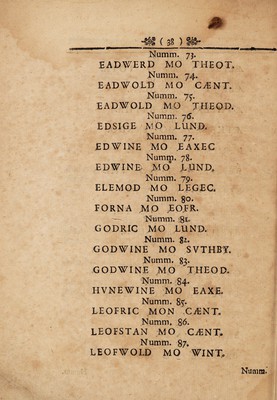 ( 38 )
Numm. 73.
EADWERD MO THEOT.
Numm. 74.
EADWOLD MO CÆNT.
Numm. 75.
EADWOLD MO THEOD.
Numm. 76.
EDSIGE MO LUND.
Numm. 77.
EDWINE MO EAXEC
Numm. 78.
EDWINE MO LUND.
Numm. 79.
ELEMOD MO LEGEC.
Numm. 80.
FORNA MO EOFR.
Numm. 81.
GODRIC MO LUND.
Numm. 82.
GODWINE MO SVTHBY.
Numm. 83.
GODWINE MO THEOD.
Numm. 84.
HVNEWINE MO EAXE.
Numm. 85.
LEOFRIC MON CÆNT.
Numm. 86.
LEOFSTAN MO CÆNT.
Numm. 87.
LEOFWOLD MO WINT.
Numm.